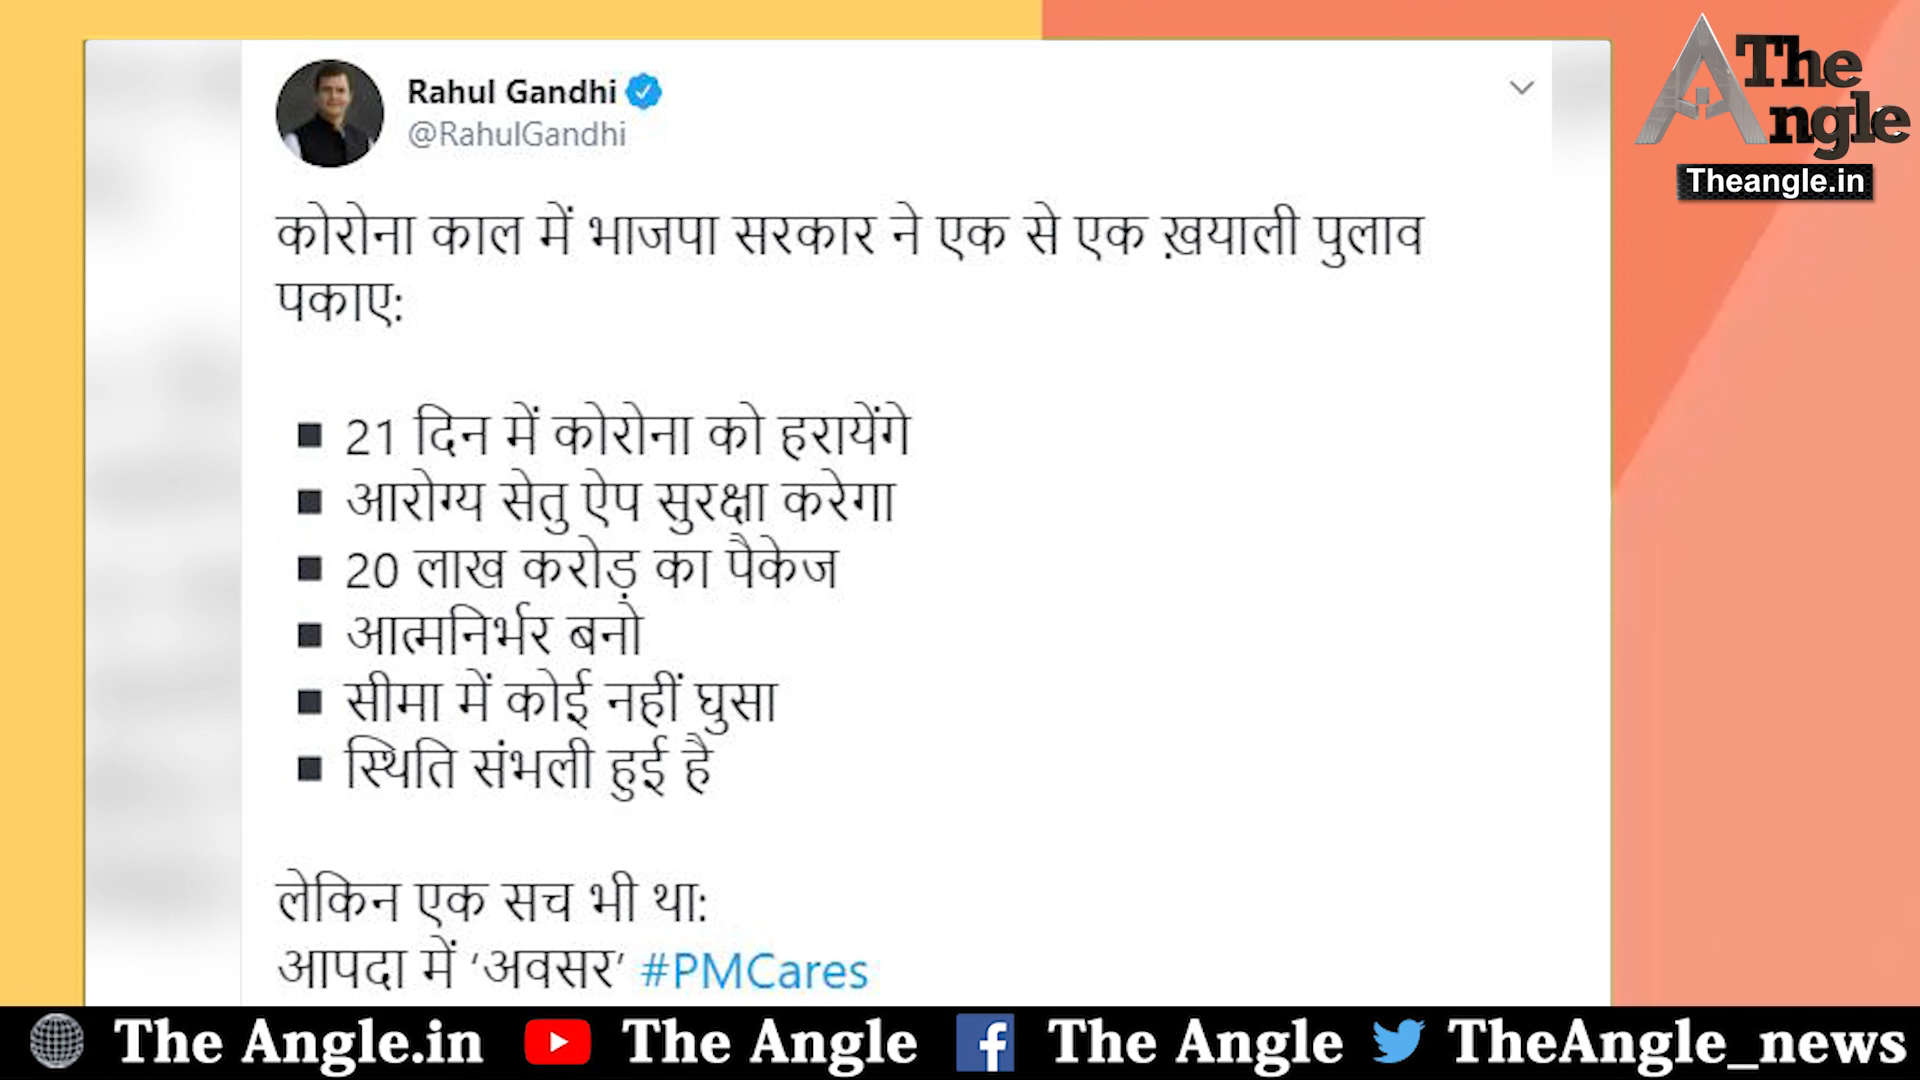 Rahul Gandhi
@RahulGandhi
The Angle
Theangle.in
कोरोना काल में भाजपा सरकार ने एक से एक ख़याली पुलाव
पकाए:
■ 21 दिन में कोरोना को हरायेंगे
■ आरोग्य सेतु ऐप सुरक्षा करेगा
■ 20 लाख करोड़ का पैकेज
■ आत्मनिर्भर बनो
■ सीमा में कोई नहीं घुसा
■ स्थिति संभली हुई है
लेकिन एक सच भी था:
आपदा में ‘अवसर’ #PMCares
The Angle.in The Angle The Angle TheAngle_news